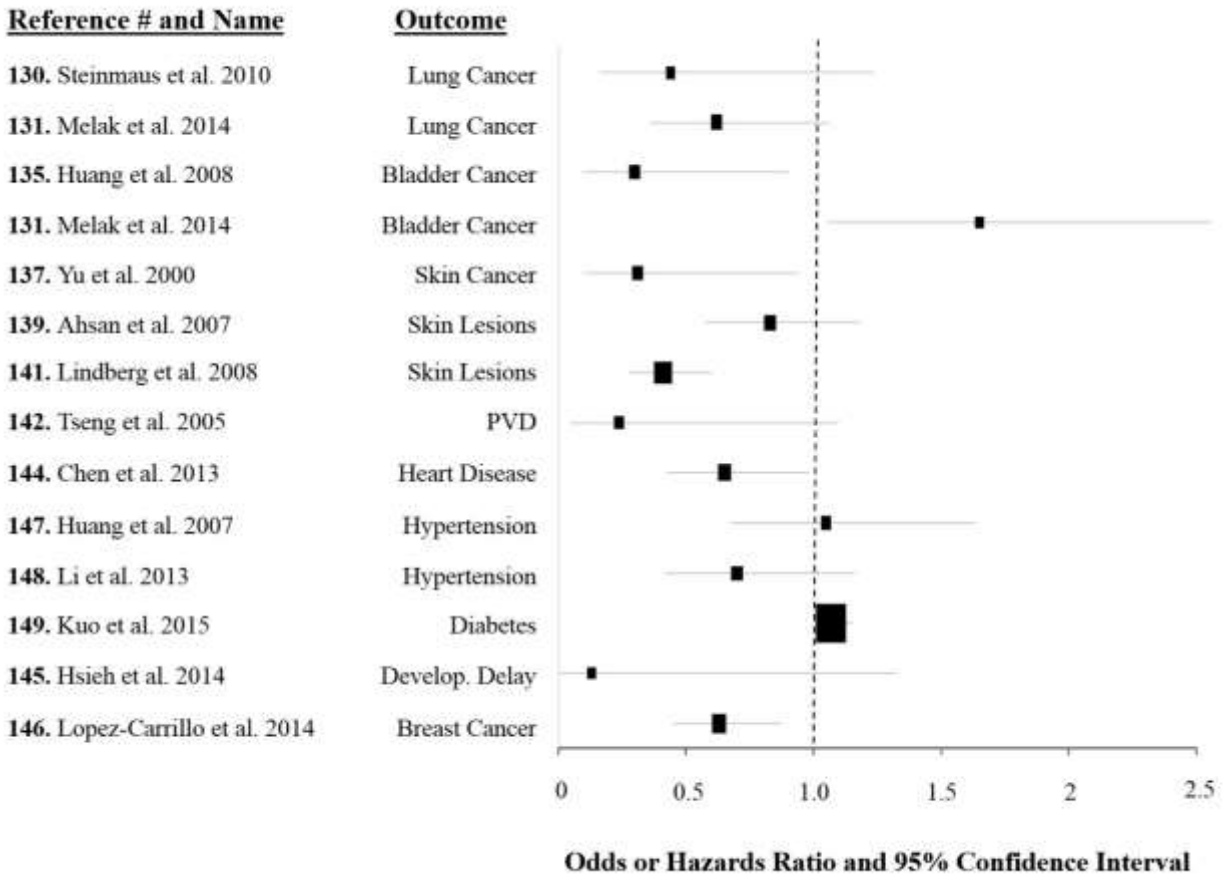 Reference # and Name Outcome
130. Steinmaus et al. 2010 Lung Cancer
131. Melak et al. 2014 Lung Cancer
135. Huang et al. 2008 Bladder Cancer
131. Melak et al. 2014 Bladder Cancer
137. Yu et al. 2000 Skin Cancer
139. Ahsan et al. 2007 Skin Lesions
141. Lindberg et al. 2008 Skin Lesions
142. Tseng et al. 2005 PVD
144. Chen et al. 2013 Heart Disease
147. Huang et al. 2007 Hypertension
148. Li et al. 2013 Hypertension
149. Kuo et al. 2015 Diabetes
145. Hsieh et al. 2014 Develop. Delay
146. Lopez-Carrillo et al. 2014 Breast Cancer
0 0.5 1.0 1.5 2 2.5
Odds or Hazards Ratio and 95% Confidence Interval